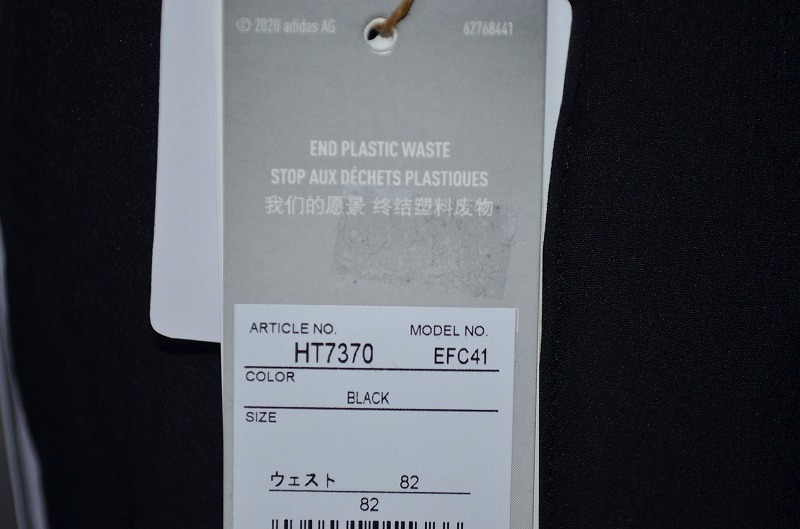 © 2020 adidas AG 62768441
END PLASTIC WASTE
STOP AUX DÉCHETS PLASTIQUES
我们的愿景 终结塑料废物
ARTICLE NO. MODEL NO.
HT7370 EFC41
COLOR
BLACK
SIZE
ウェスト 82
82